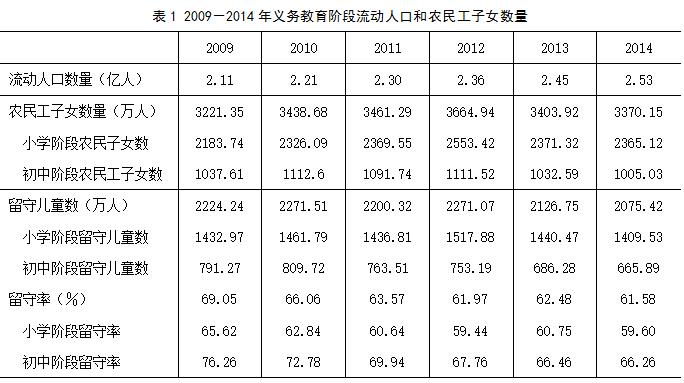 表1 2009－2014年义务教育阶段流动人口和农民工子女数量
2009 2010 2011 2012 2013 2014
流动人口数量（亿人） 2.11 2.21 2.30 2.36 2.45 2.53
农民工子女数量（万人） 3221.35 3438.68 3461.29 3664.94 3403.92 3370.15
小学阶段农民子女数 2183.74 2326.09 2369.55 2553.42 2371.32 2365.12
初中阶段农民工子女数 1037.61 1112.6 1091.74 1111.52 1032.59 1005.03
留守儿童数（万人） 2224.24 2271.51 2200.32 2271.07 2126.75 2075.42
小学阶段留守儿童数 1432.97 1461.79 1436.81 1517.88 1440.47 1409.53
初中阶段留守儿童数 791.27 809.72 763.51 753.19 686.28 665.89
留守率（％） 69.05 66.06 63.57 61.97 62.48 61.58
小学阶段留守率 65.62 62.84 60.64 59.44 60.75 59.60
初中阶段留守率 76.26 72.78 69.94 67.76 66.46 66.26